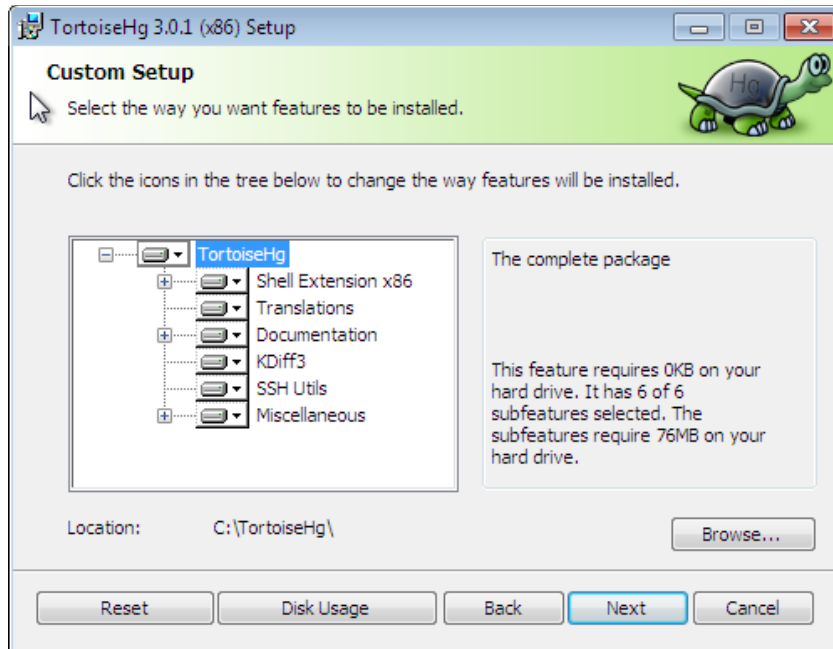 TortoiseHg 3.0.1 (x86) Setup
Custom Setup
Select the way you want features to be installed.
Hg
Click the icons in the tree below to change the way features will be installed.
TortoiseHg
Shell Extension x86
Translations
Documentation
KDiff3
SSH Utils
Miscellaneous
The complete package
This feature requires 0KB on your
hard drive. It has 6 of 6
subfeatures selected. The
subfeatures require 76MB on your
hard drive.
Location: C:\TortoiseHg\
Browse...
Reset Disk Usage Back Next Cancel